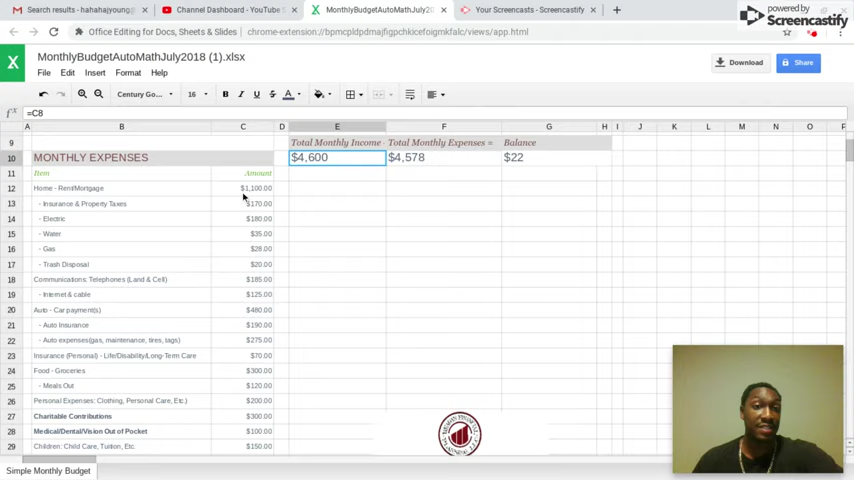 Search results - hahahajyoung@
Channel Dashboard - YouTube S
MonthlyBudgetAutoMathJuly20
Your Screencasts - Screencastify
powered by
Screencastify
Office Editing for Docs, Sheets & Slides
chrome-extension://bpmcpldpdmajfigpchkicefoigmkfalc/views/app.html
X
MonthlyBudgetAutoMathJuly2018 (1).xlsx
File Edit Insert Format Help
Download
Share
Century Go...
16
B I U S A
=C8
A B C D E F G H I J K L M N O P
9 Total Monthly Income - Total Monthly Expenses = Balance
10 MONTHLY EXPENSES $4,600 $4,578 $22
11 Item Amount
12 Home - Rent/Mortgage $1,100.00
13 - Insurance & Property Taxes $170.00
14 - Electric $180.00
15 - Water $35.00
16 - Gas $28.00
17 - Trash Disposal $20.00
18 Communications: Telephones (Land & Cell) $185.00
19 - Internet & cable $125.00
20 Auto - Car payment(s) $480.00
21 - Auto Insurance $190.00
22 - Auto expenses(gas, maintenance, tires, tags) $275.00
23 Insurance (Personal) - Life/Disability/Long-Term Care $70.00
24 Food - Groceries $300.00
25 - Meals Out $120.00
26 Personal Expenses: Clothing, Personal Care, Etc.) $200.00
27 Charitable Contributions $300.00
28 Medical/Dental/Vision Out of Pocket $100.00
29 Children: Child Care, Tuition, Etc. $150.00
Simple Monthly Budget